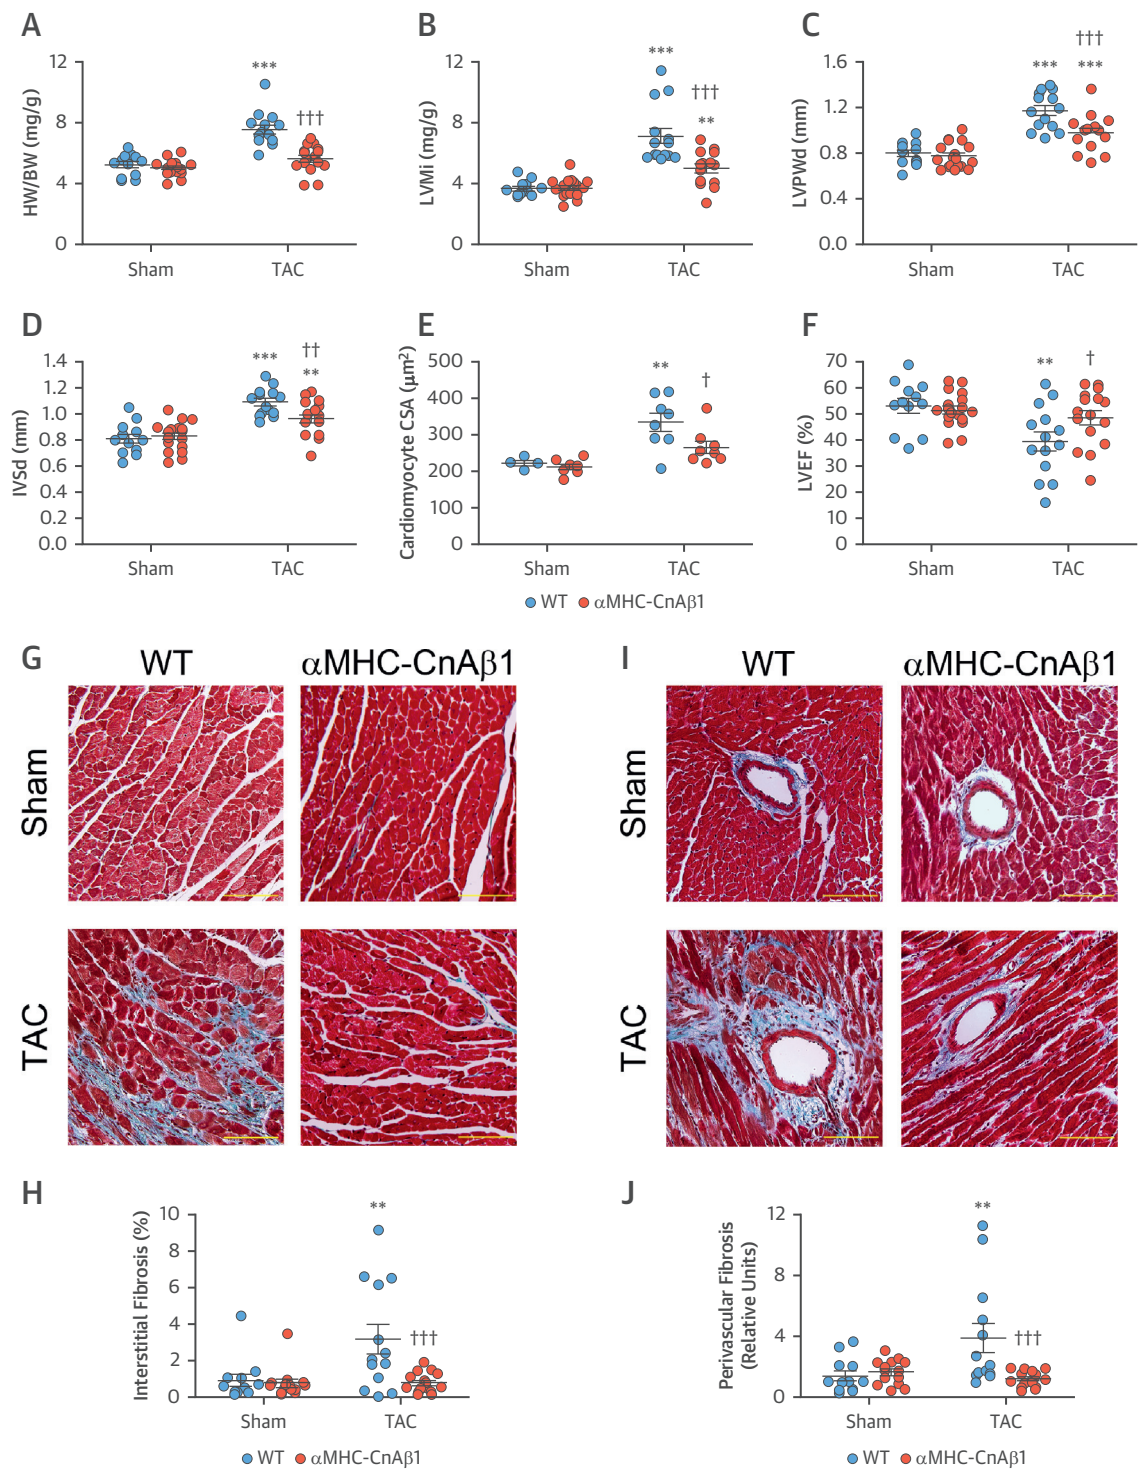 A
HW/BW (mg/g)
12
8
4
0
***
†††
Sham
TAC
B
LVMI (mg/g)
12
8
4
0
***
†††
**
Sham
TAC
C
LVPWd (mm)
1.6
1.2
0.8
1.6
0.0
***
†††
***
Sham
TAC
D
IVSd (mm)
1.4
1.2
1.0
0.8
0.6
0.4
0.2
0.0
***
††
**
Sham
TAC
E
Cardiomyocyte CSA (μm²)
500
400
300
200
100
0
**
†
Sham
TAC
F
LVEF (%)
70
60
50
40
30
20
10
0
**
†
Sham
TAC
WT αMHC-CnAβ1
G
WT αMHC-CnAβ1
Sham
TAC
I
WT αMHC-CnAβ1
Sham
TAC
H
Interstitial Fibrosis (%)
10
8
6
4
2
0
**
†††
Sham
TAC
WT αMHC-CnAβ1
J
Perivascular Fibrosis
(Relative Units)
12
8
4
0
**
†††
Sham
TAC
WT αMHC-CnAβ1